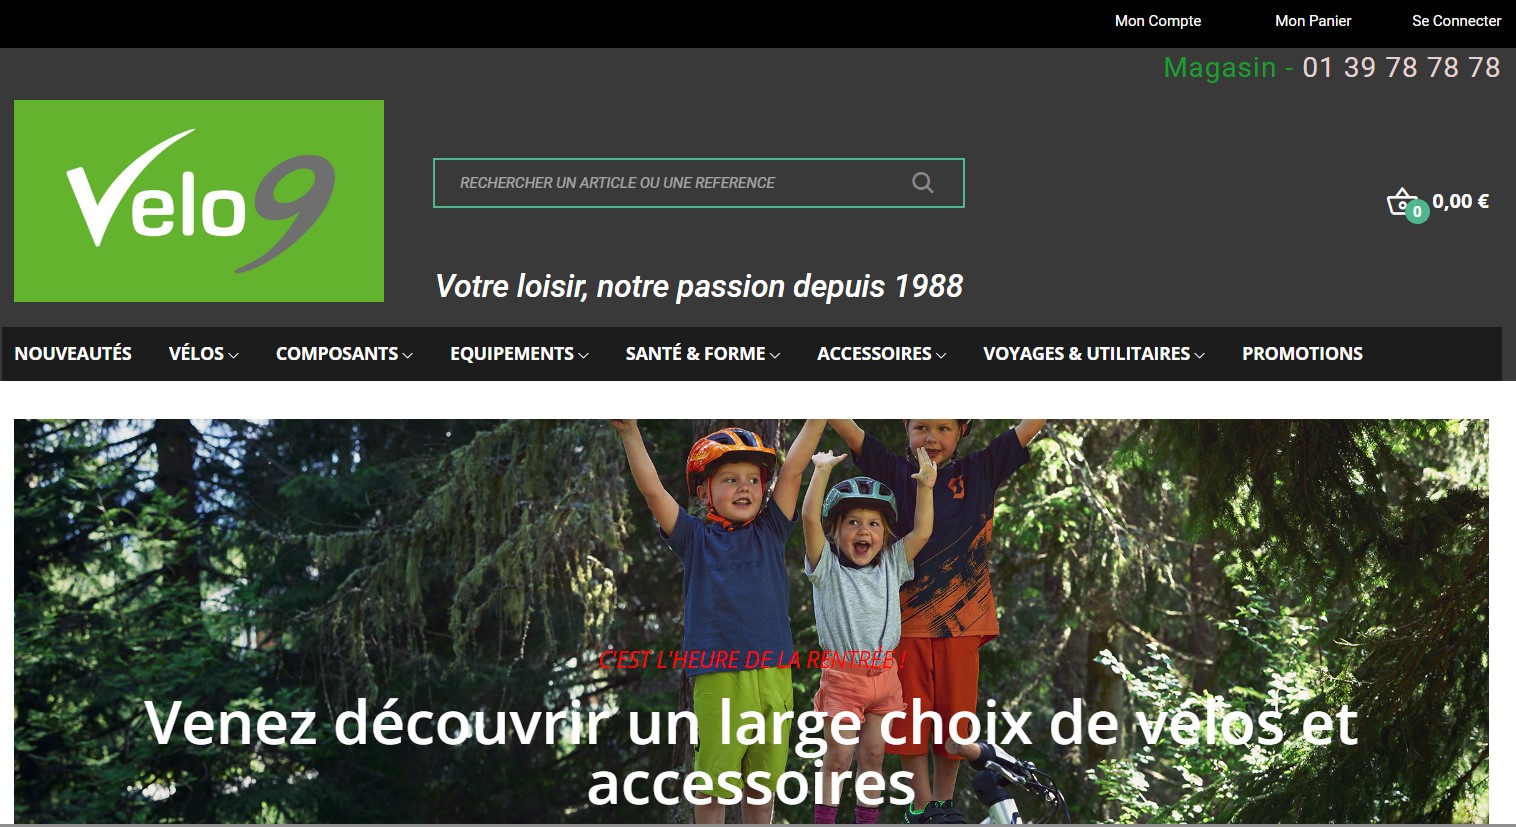 Mon Compte Mon Panier Se Connecter
Magasin - 01 39 78 78 78
Velo9
RECHERCHER UN ARTICLE OU UNE REFERENCE
0 0,00 €
Votre loisir, notre passion depuis 1988
NOUVEAUTÉS VÉLOS COMPOSANTS EQUIPEMENTS SANTÉ & FORME ACCESSOIRES VOYAGES & UTILITAIRES PROMOTIONS
C'EST L'HEURE DE LA RENTRÉE !
Venez découvrir un large choix de vélos et
accessoires